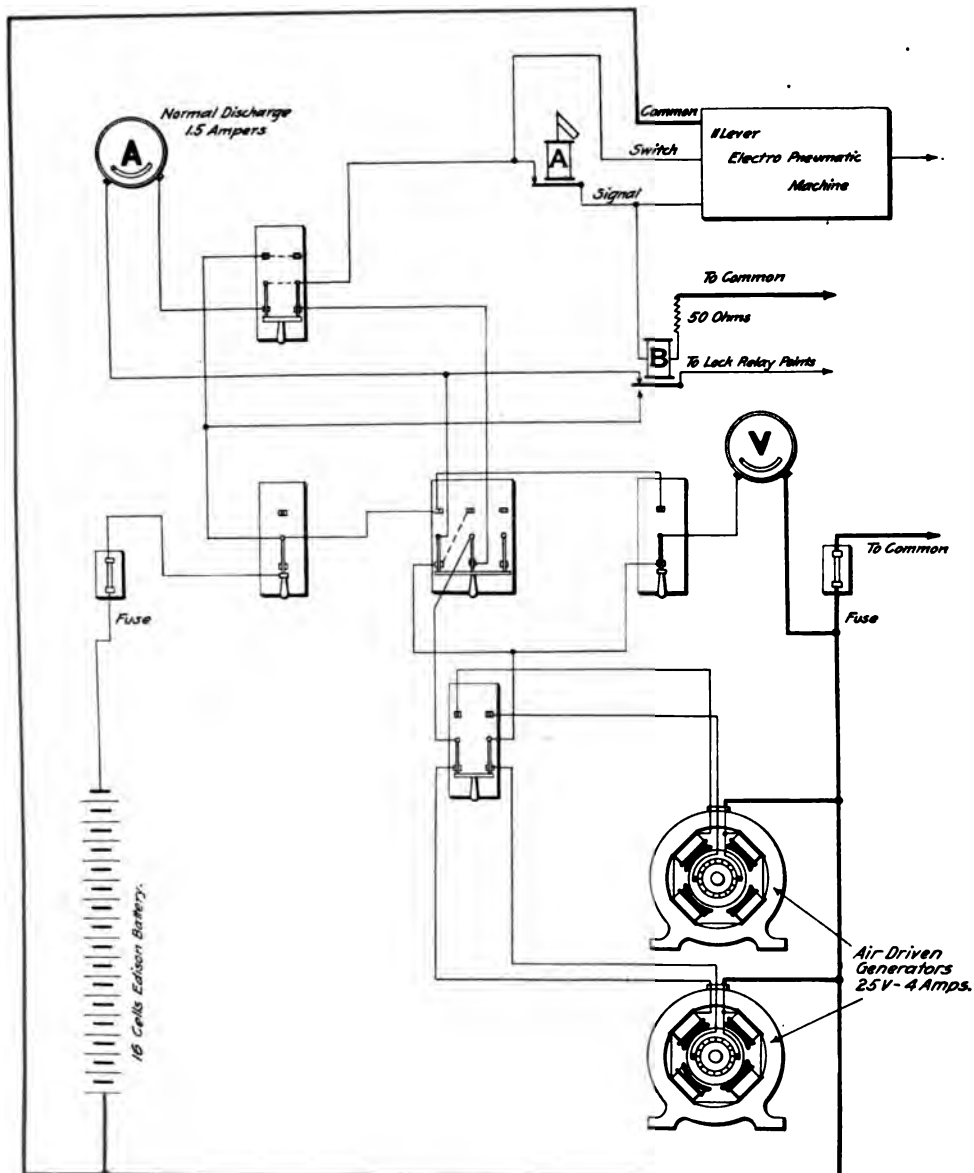 Normal Discharge
1.5 Ampers
A
Common
Switch
Signal
A
11 Lever
Electro Pneumatic
Machine
To Common
50 Ohms
B
To Lock Relay Points
V
To Common
Fuse
Fuse
16 Cells Edison Battery.
Air Driven
Generators
25V-4 Amps.